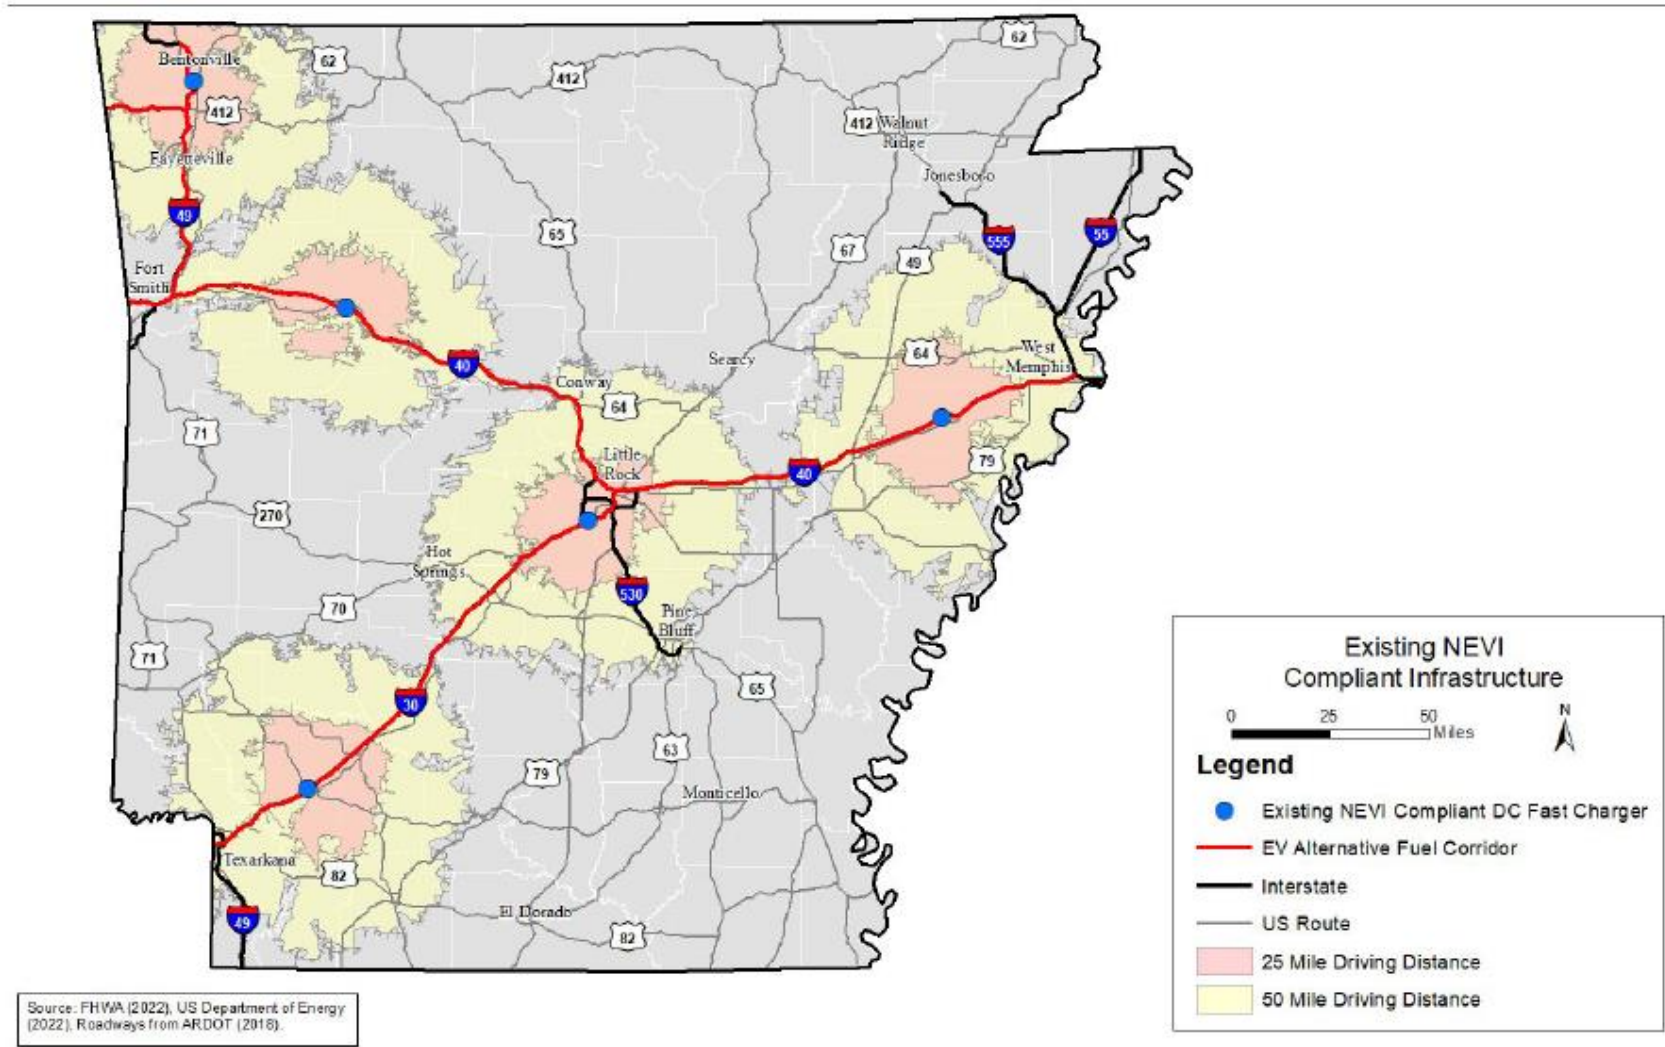 62
62
Bentonville
412
412
412
Walnut
Ridge
Fayetteville
Jonesboro
49
65
67
555
55
49
Fort
Smith
64
West
Memphis
Searcy
40
Conway
64
71
Little
Rock
40
79
270
Hot
Springs
530
70
Pine
Bluff
71
65
30
63
79
Monticello
Texarkana
82
49
El Dorado
82
Existing NEVI
Compliant Infrastructure
0 25 50
Miles
N
Legend
Existing NEVI Compliant DC Fast Charger
EV Alternative Fuel Corridor
Interstate
US Route
25 Mile Driving Distance
50 Mile Driving Distance
Source: FHWA (2022), US Department of Energy
(2022), Roadways from ARDOT (2018).